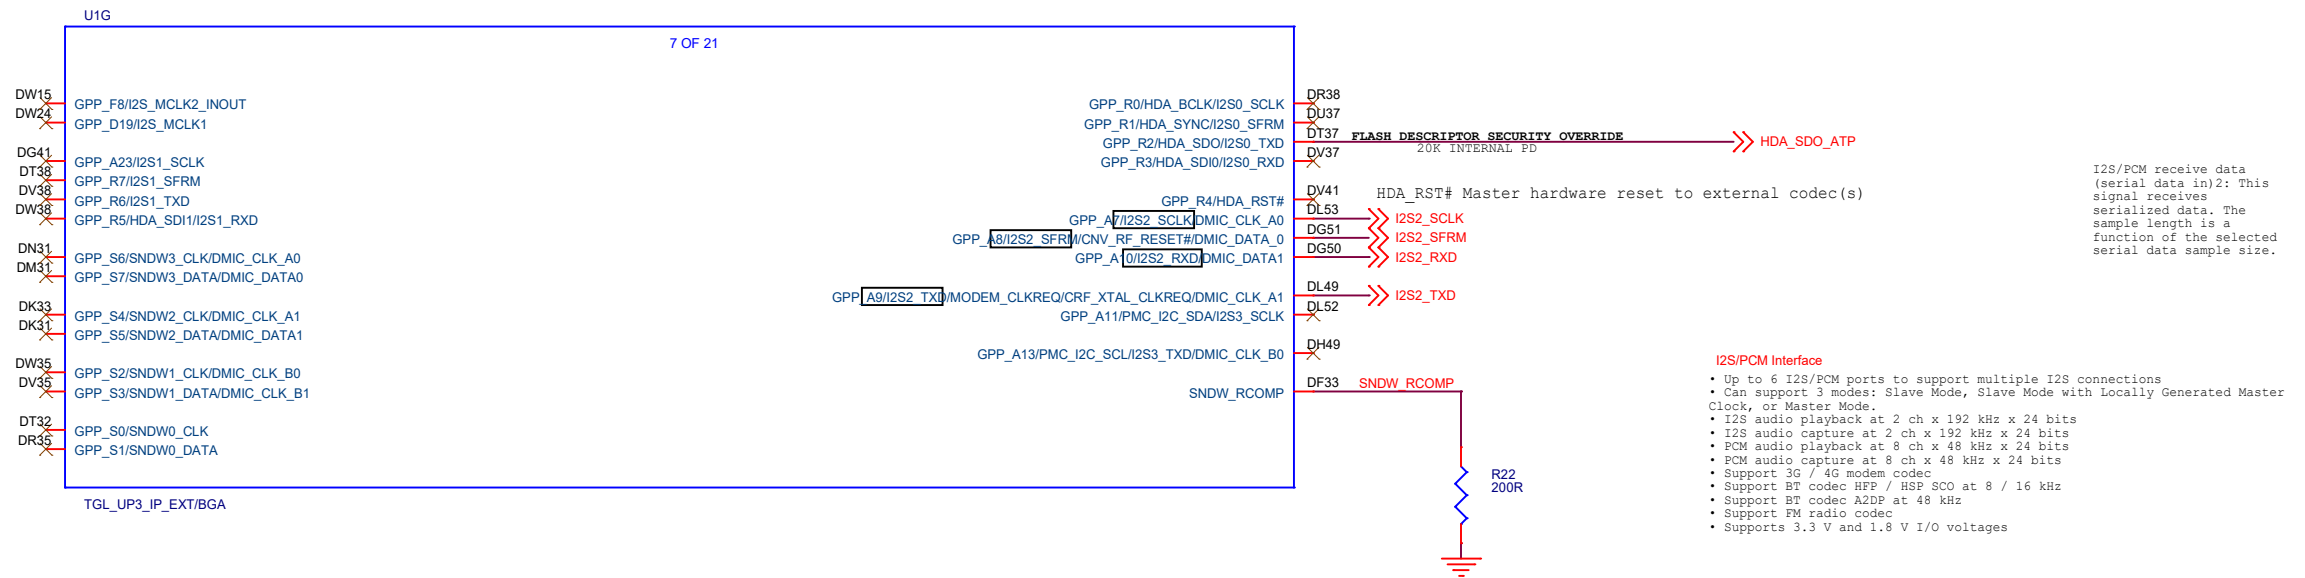 U1G
7 OF 21
DW15
GPP_F8/I2S_MCLK2_INOUT
DW24
GPP_D19/I2S_MCLK1
DG41
GPP_A23/I2S1_SCLK
DT38
GPP_R7/I2S1_SFRM
DV38
GPP_R6/I2S1_TXD
DW38
GPP_R5/HDA_SDI1/I2S1_RXD
DN31
GPP_S6/SNDW3_CLK/DMIC_CLK_A0
DM31
GPP_S7/SNDW3_DATA/DMIC_DATA0
DK33
GPP_S4/SNDW2_CLK/DMIC_CLK_A1
DK31
GPP_S5/SNDW2_DATA/DMIC_DATA1
DW35
GPP_S2/SNDW1_CLK/DMIC_CLK_B0
DV35
GPP_S3/SNDW1_DATA/DMIC_CLK_B1
DT32
GPP_S0/SNDW0_CLK
DR35
GPP_S1/SNDW0_DATA
TGL_UP3_IP_EXT/BGA
GPP_R0/HDA_BCLK/I2S0_SCLK
DR38
GPP_R1/HDA_SYNC/I2S0_SFRM
DU37
GPP_R2/HDA_SDO/I2S0_TXD
DT37
FLASH DESCRIPTOR SECURITY OVERRIDE
20K INTERNAL PD
HDA_SDO_ATP
GPP_R3/HDA_SDI0/I2S0_RXD
DV37
GPP_R4/HDA_RST#
DV41
HDA_RST# Master hardware reset to external codec(s)
GPP_A7/I2S2_SCLK/DMIC_CLK_A0
DL53
I2S2_SCLK
GPP_A8/I2S2_SFRM/CNV_RF_RESET#/DMIC_DATA_0
DG51
I2S2_SFRM
GPP_A10/I2S2_RXD/DMIC_DATA1
DG50
I2S2_RXD
GPP_A9/I2S2_TXD/MODEM_CLKREQ/CRF_XTAL_CLKREQ/DMIC_CLK_A1
DL49
I2S2_TXD
GPP_A11/PMC_I2C_SDA/I2S3_SCLK
DL52
GPP_A13/PMC_I2C_SCL/I2S3_TXD/DMIC_CLK_B0
DH49
SNDW_RCOMP
DF33
SNDW_RCOMP
R22
200R
I2S/PCM receive data
(serial data in)2: This
signal receives
serialized data. The
sample length is a
function of the selected
serial data sample size.
I2S/PCM Interface
• Up to 6 I2S/PCM ports to support multiple I2S connections
• Can support 3 modes: Slave Mode, Slave Mode with Locally Generated Master
Clock, or Master Mode.
• I2S audio playback at 2 ch x 192 kHz x 24 bits
• I2S audio capture at 2 ch x 192 kHz x 24 bits
• PCM audio playback at 8 ch x 48 kHz x 24 bits
• PCM audio capture at 8 ch x 48 kHz x 24 bits
• Support 3G / 4G modem codec
• Support BT codec HFP / HSP SCO at 8 / 16 kHz
• Support BT codec A2DP at 48 kHz
• Support FM radio codec
• Supports 3.3 V and 1.8 V I/O voltages